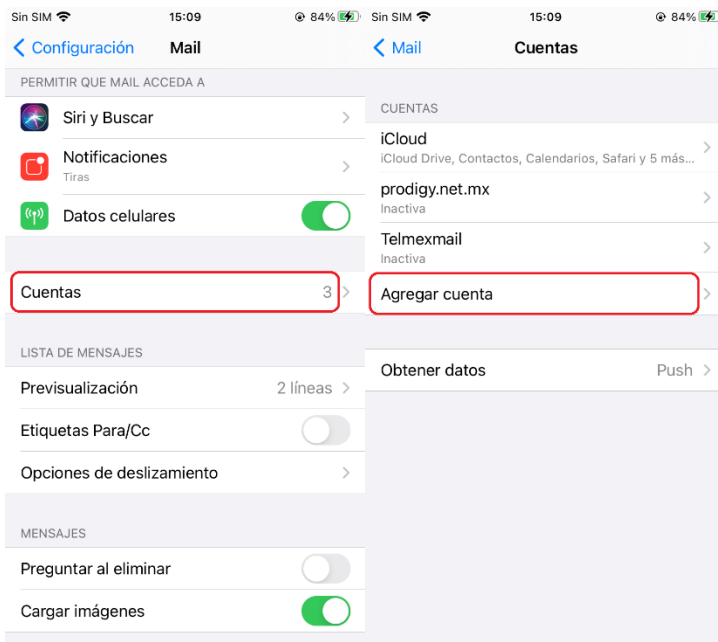 Sin SIM 15:09 84%
Configuración Mail
PERMITIR QUE MAIL ACCEDA A
Siri y Buscar
Notificaciones
Tiras
Datos celulares
Cuentas 3
LISTA DE MENSAJES
Previsualización 2 líneas
Etiquetas Para/Cc
Opciones de deslizamiento
MENSAJES
Preguntar al eliminar
Cargar imágenes
Sin SIM 15:09 84%
Mail Cuentas
CUENTAS
iCloud
iCloud Drive, Contactos, Calendarios, Safari y 5 más...
prodigy.net.mx
Inactiva
Telmexmail
Inactiva
Agregar cuenta
Obtener datos Push